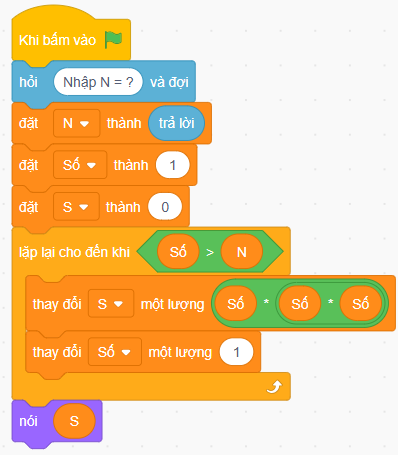 Khi bấm vào
hỏi Nhập N = ? và đợi
đặt N thành trả lời
đặt Số thành 1
đặt S thành 0
lặp lại cho đến khi Số > N
thay đổi S một lượng Số * Số * Số
thay đổi Số một lượng 1
nói S